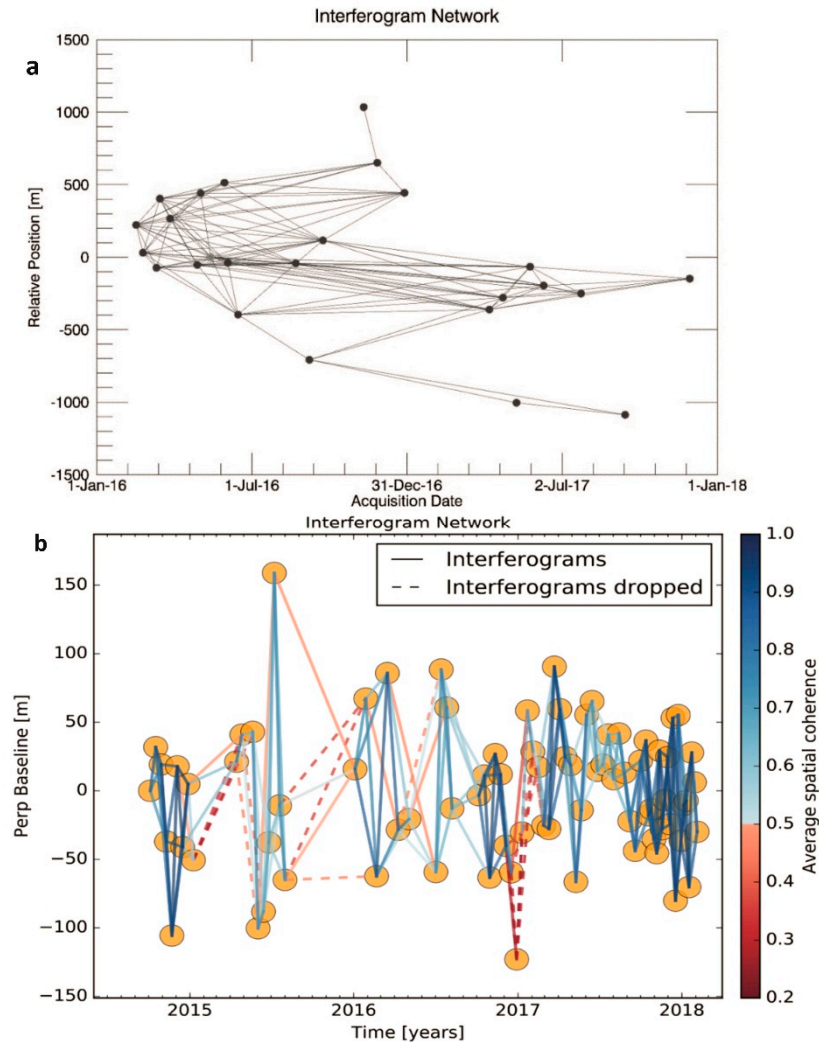 Interferogram Network
a
1500
1000
500
0
-500
-1000
-1500
Relative Position [m]
1-Jan-16 1-Jul-16 31-Dec-16 2-Jul-17 1-Jan-18
Acquisition Date
Interferogram Network
b
Interferograms
Interferograms dropped
150
100
50
0
−50
−100
−150
Perp Baseline [m]
2015 2016 2017 2018
Time [years]
1.0
0.9
0.8
0.7
0.6
0.5
0.4
0.3
0.2
Average spatial coherence